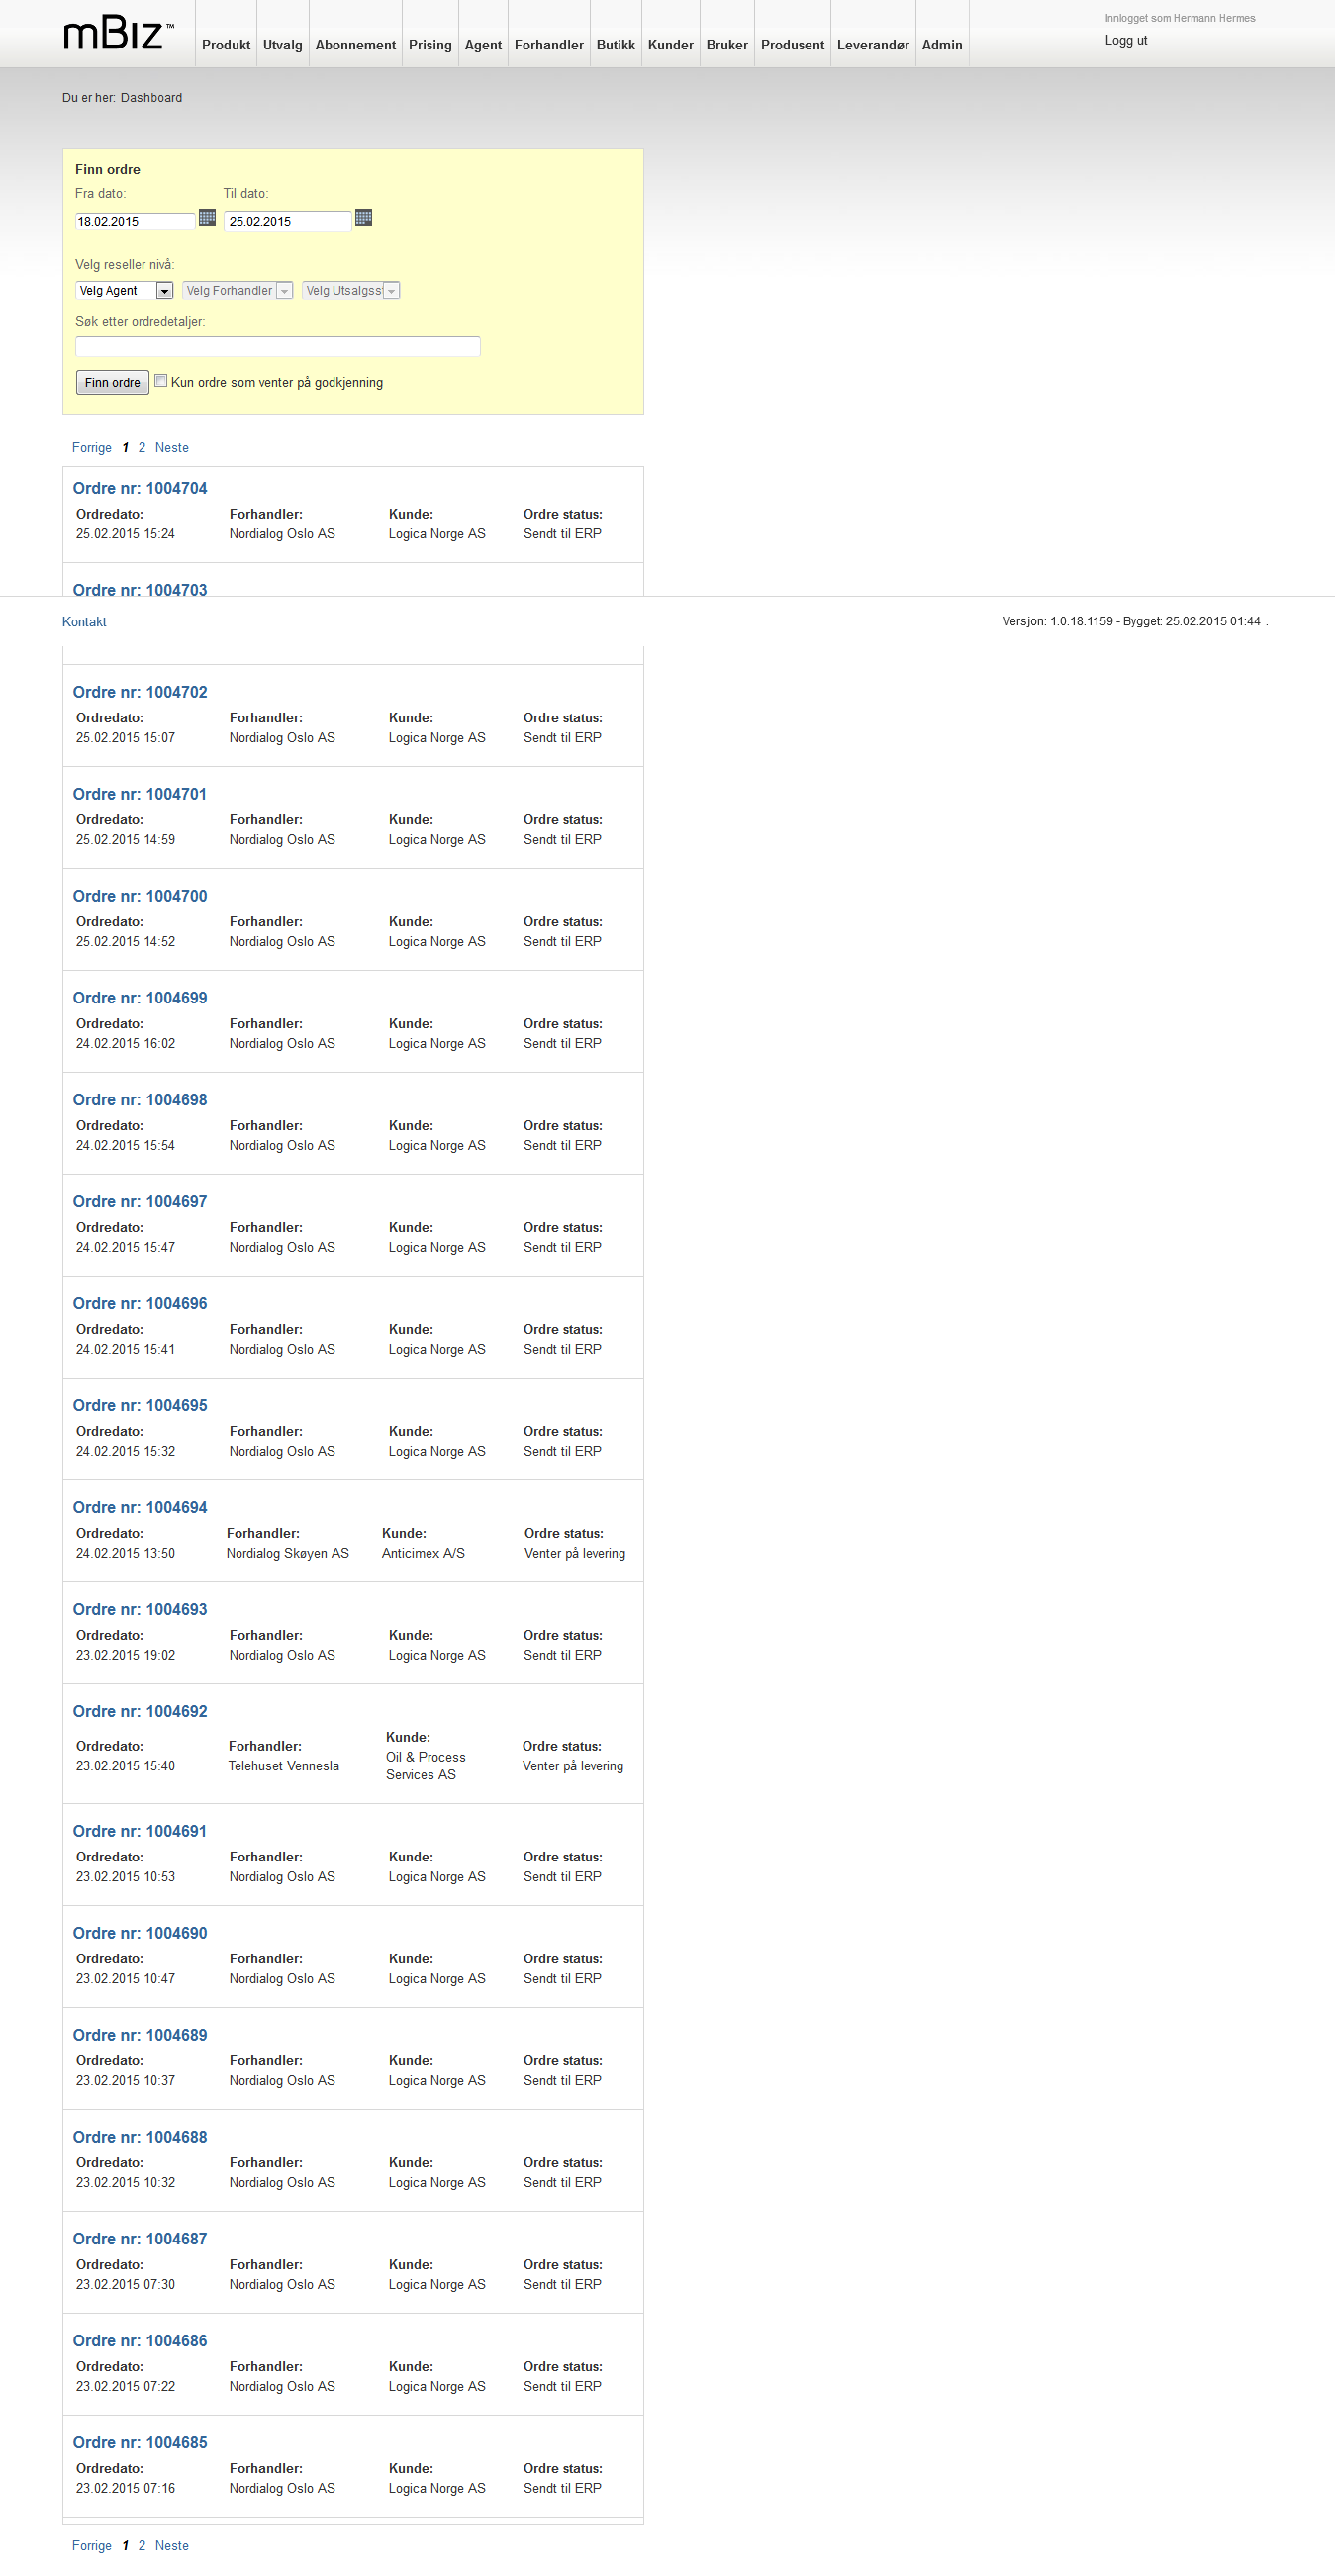 mBiz™
Produkt Utvalg Abonnement Prising Agent Forhandler Butikk Kunder Bruker Produsent Leverandør Admin
Innlogget som Hermann Hermes
Logg ut
Du er her: Dashboard
Finn ordre
Fra dato: Til dato:
18.02.2015 25.02.2015
Velg reseller nivå:
Velg Agent Velg Forhandler Velg Utsalgss
Søk etter ordredetaljer:
Finn ordre Kun ordre som venter på godkjenning
Forrige 1 2 Neste
Ordre nr: 1004704
Ordredato: Forhandler: Kunde: Ordre status:
25.02.2015 15:24 Nordialog Oslo AS Logica Norge AS Sendt til ERP
Ordre nr: 1004703
Kontakt Versjon: 1.0.18.1159 - Bygget: 25.02.2015 01:44 .
Ordre nr: 1004702
Ordredato: Forhandler: Kunde: Ordre status:
25.02.2015 15:07 Nordialog Oslo AS Logica Norge AS Sendt til ERP
Ordre nr: 1004701
Ordredato: Forhandler: Kunde: Ordre status:
25.02.2015 14:59 Nordialog Oslo AS Logica Norge AS Sendt til ERP
Ordre nr: 1004700
Ordredato: Forhandler: Kunde: Ordre status:
25.02.2015 14:52 Nordialog Oslo AS Logica Norge AS Sendt til ERP
Ordre nr: 1004699
Ordredato: Forhandler: Kunde: Ordre status:
24.02.2015 16:02 Nordialog Oslo AS Logica Norge AS Sendt til ERP
Ordre nr: 1004698
Ordredato: Forhandler: Kunde: Ordre status:
24.02.2015 15:54 Nordialog Oslo AS Logica Norge AS Sendt til ERP
Ordre nr: 1004697
Ordredato: Forhandler: Kunde: Ordre status:
24.02.2015 15:47 Nordialog Oslo AS Logica Norge AS Sendt til ERP
Ordre nr: 1004696
Ordredato: Forhandler: Kunde: Ordre status:
24.02.2015 15:41 Nordialog Oslo AS Logica Norge AS Sendt til ERP
Ordre nr: 1004695
Ordredato: Forhandler: Kunde: Ordre status:
24.02.2015 15:32 Nordialog Oslo AS Logica Norge AS Sendt til ERP
Ordre nr: 1004694
Ordredato: Forhandler: Kunde: Ordre status:
24.02.2015 13:50 Nordialog Skøyen AS Anticimex A/S Venter på levering
Ordre nr: 1004693
Ordredato: Forhandler: Kunde: Ordre status:
23.02.2015 19:02 Nordialog Oslo AS Logica Norge AS Sendt til ERP
Ordre nr: 1004692
Ordredato: Forhandler: Kunde: Ordre status:
23.02.2015 15:40 Telehuset Vennesla Oil & Process Venter på levering
Services AS
Ordre nr: 1004691
Ordredato: Forhandler: Kunde: Ordre status:
23.02.2015 10:53 Nordialog Oslo AS Logica Norge AS Sendt til ERP
Ordre nr: 1004690
Ordredato: Forhandler: Kunde: Ordre status:
23.02.2015 10:47 Nordialog Oslo AS Logica Norge AS Sendt til ERP
Ordre nr: 1004689
Ordredato: Forhandler: Kunde: Ordre status:
23.02.2015 10:37 Nordialog Oslo AS Logica Norge AS Sendt til ERP
Ordre nr: 1004688
Ordredato: Forhandler: Kunde: Ordre status:
23.02.2015 10:32 Nordialog Oslo AS Logica Norge AS Sendt til ERP
Ordre nr: 1004687
Ordredato: Forhandler: Kunde: Ordre status:
23.02.2015 07:30 Nordialog Oslo AS Logica Norge AS Sendt til ERP
Ordre nr: 1004686
Ordredato: Forhandler: Kunde: Ordre status:
23.02.2015 07:22 Nordialog Oslo AS Logica Norge AS Sendt til ERP
Ordre nr: 1004685
Ordredato: Forhandler: Kunde: Ordre status:
23.02.2015 07:16 Nordialog Oslo AS Logica Norge AS Sendt til ERP
Forrige 1 2 Neste